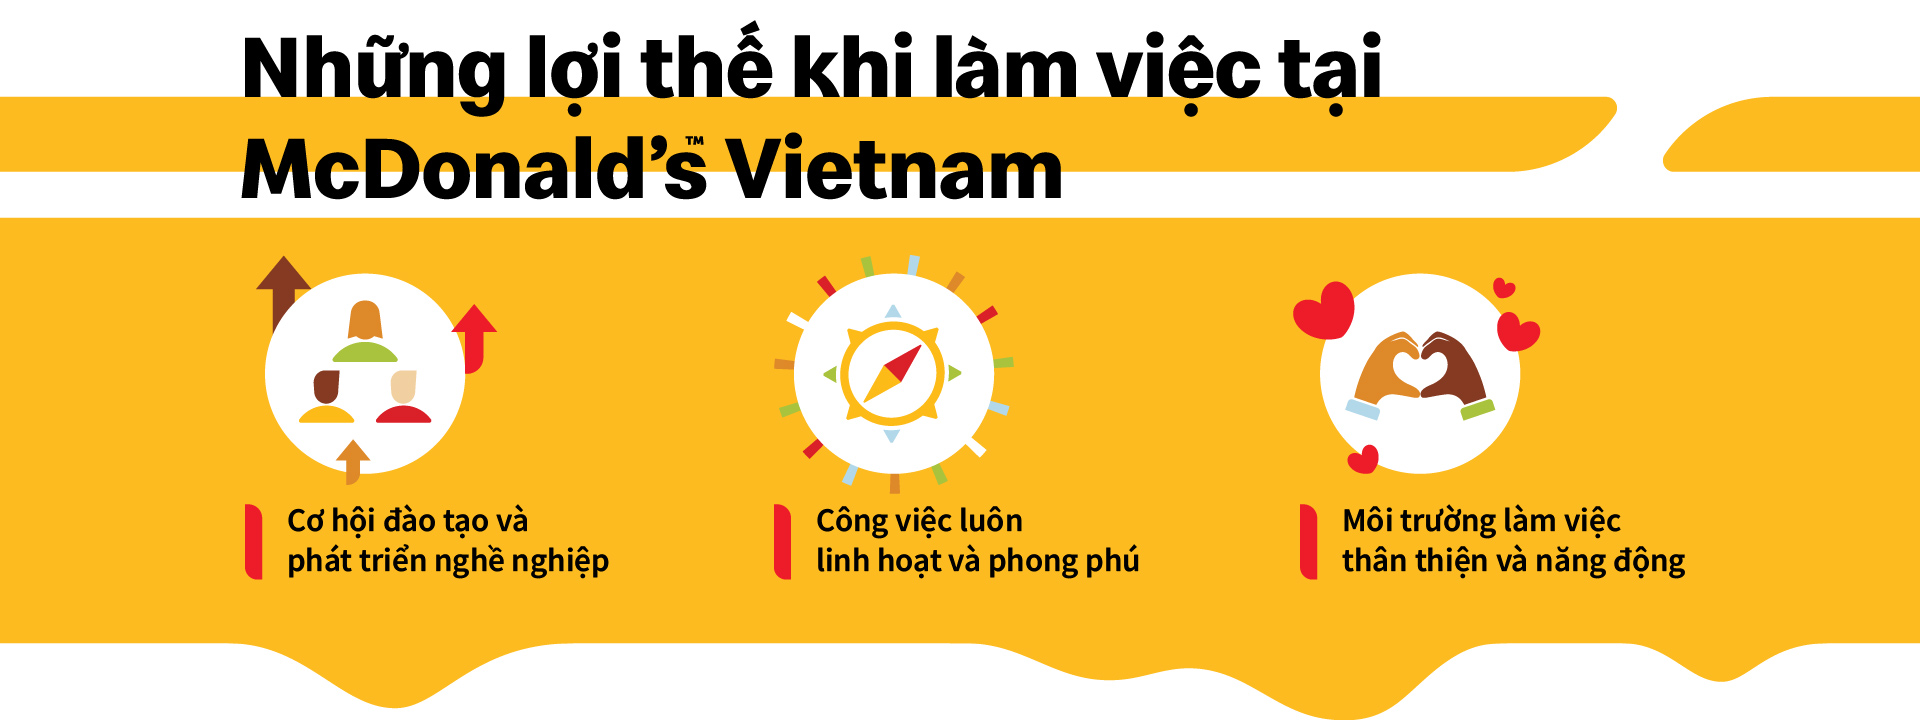 Những lợi thế khi làm việc tại
McDonald’s™ Vietnam
Cơ hội đào tạo và
phát triển nghề nghiệp
Công việc luôn
linh hoạt và phong phú
Môi trường làm việc
thân thiện và năng động